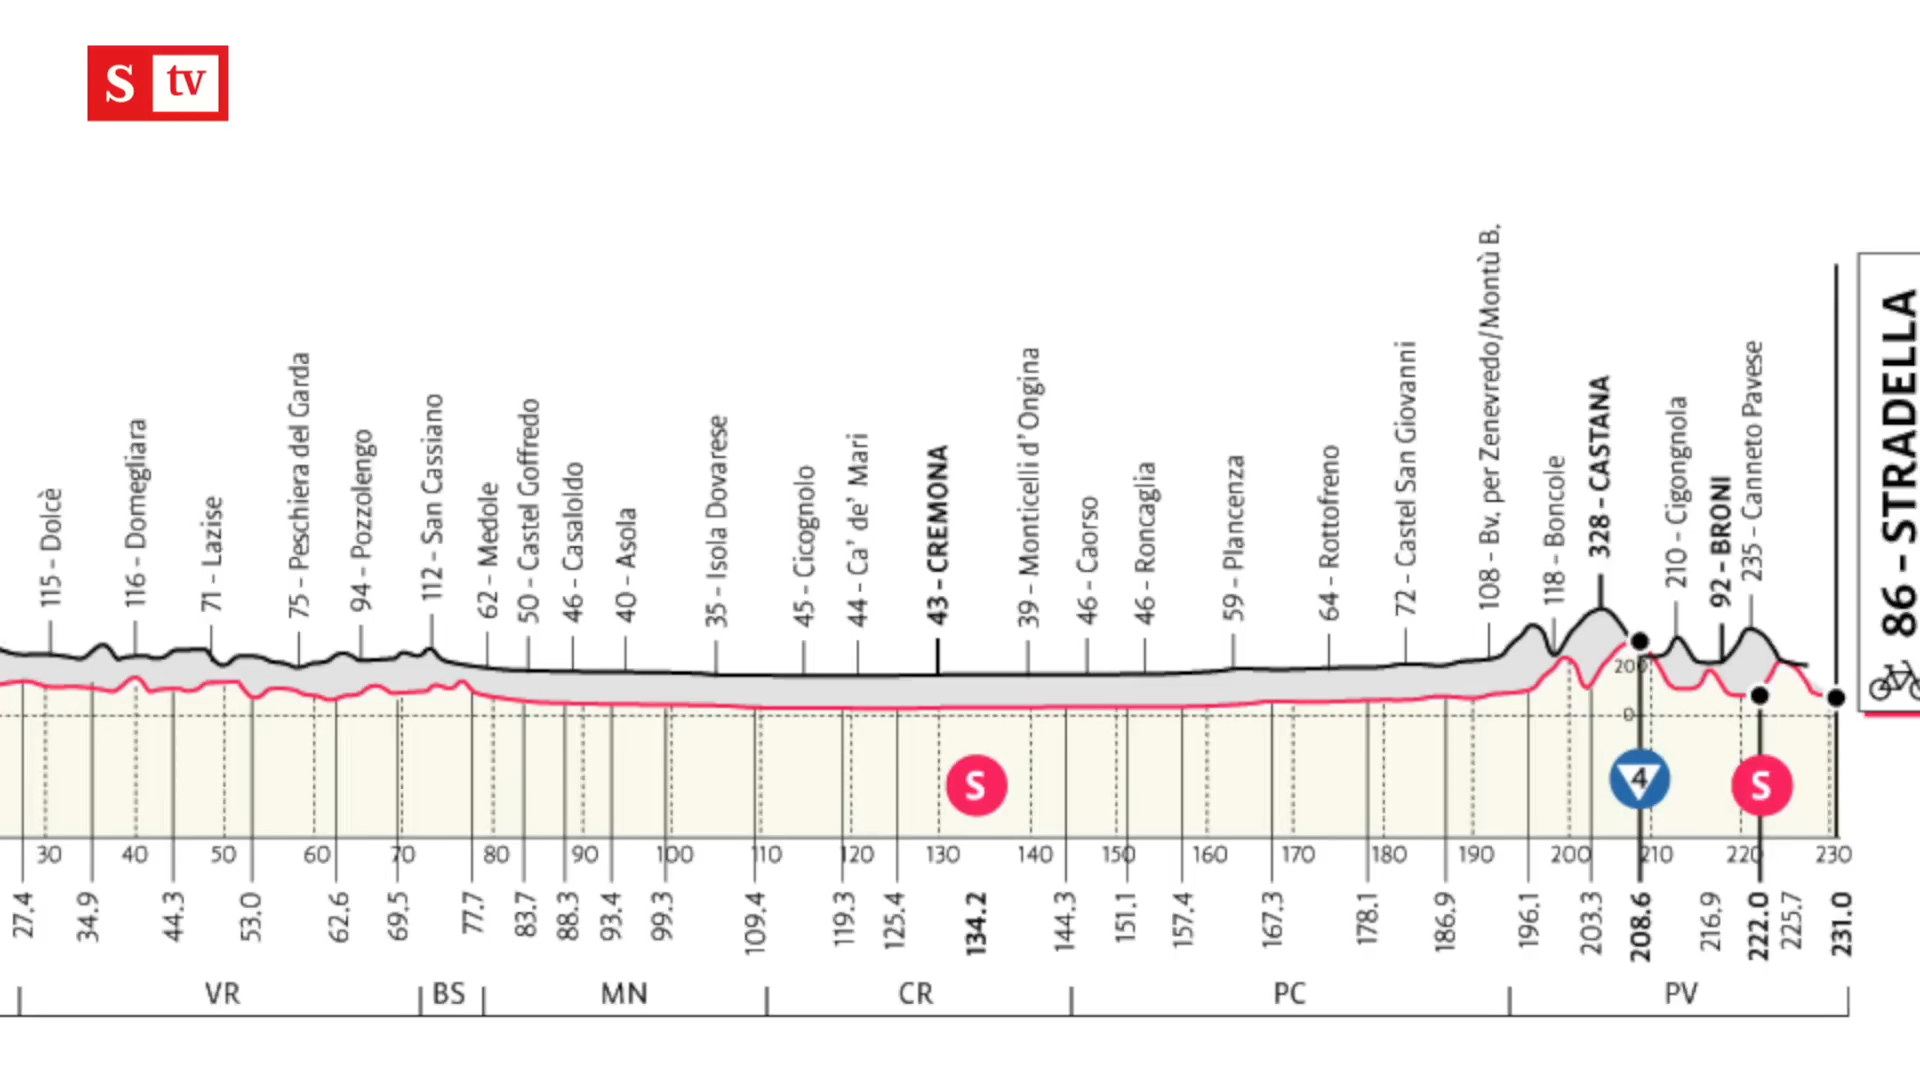 S tv
115 - Dolcè
116 - Domegliara
71 - Lazise
75 - Peschiera del Garda
94 - Pozzolengo
112 - San Cassiano
62 - Medole
50 - Castel Goffredo
46 - Casaloldo
40 - Asola
35 - Isola Dovarese
45 - Cicognolo
44 - Ca' de' Mari
43 - CREMONA
39 - Monticelli d'Ongina
46 - Caorso
46 - Roncaglia
59 - Plancenza
64 - Rottofreno
72 - Castel San Giovanni
108 - Bv. per Zenevredo/Montù B.
118 - Boncole
328 - CASTANA
210 - Cigongnola
92 - BRONI
235 - Canneto Pavese
86 - STRADELLA
200
0
S
4
S
30 40 50 60 70 80 90 100 110 120 130 140 150 160 170 180 190 200 210 220 230
27.4 34.9 44.3 53.0 62.6 69.5 77.7 83.7 88.3 93.4 99.3 109.4 119.3 125.4 134.2 144.3 151.1 157.4 167.3 178.1 186.9 196.1 203.3 208.6 216.9 222.0 225.7 231.0
VR BS MN CR PC PV